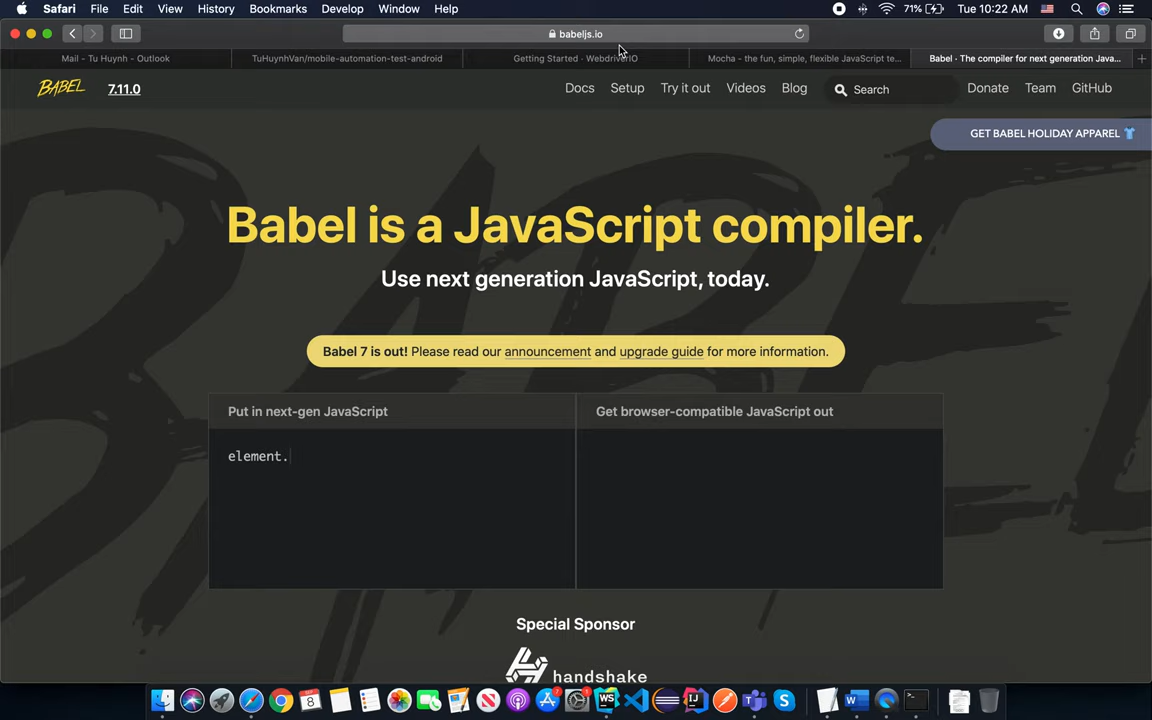 Safari File Edit View History Bookmarks Develop Window Help 71% Tue 10:22 AM
babeljs.io
Mail - Tu Huynh - Outlook TuHuynhVan/mobile-automation-test-android Getting Started · WebdriverIO Mocha - the fun, simple, flexible JavaScript te... Babel · The compiler for next generation Java...
BABEL 7.11.0 Docs Setup Try it out Videos Blog Search Donate Team GitHub
GET BABEL HOLIDAY APPAREL
Babel is a JavaScript compiler.
Use next generation JavaScript, today.
Babel 7 is out! Please read our announcement and upgrade guide for more information.
Put in next-gen JavaScript Get browser-compatible JavaScript out
element.
Special Sponsor
handshake